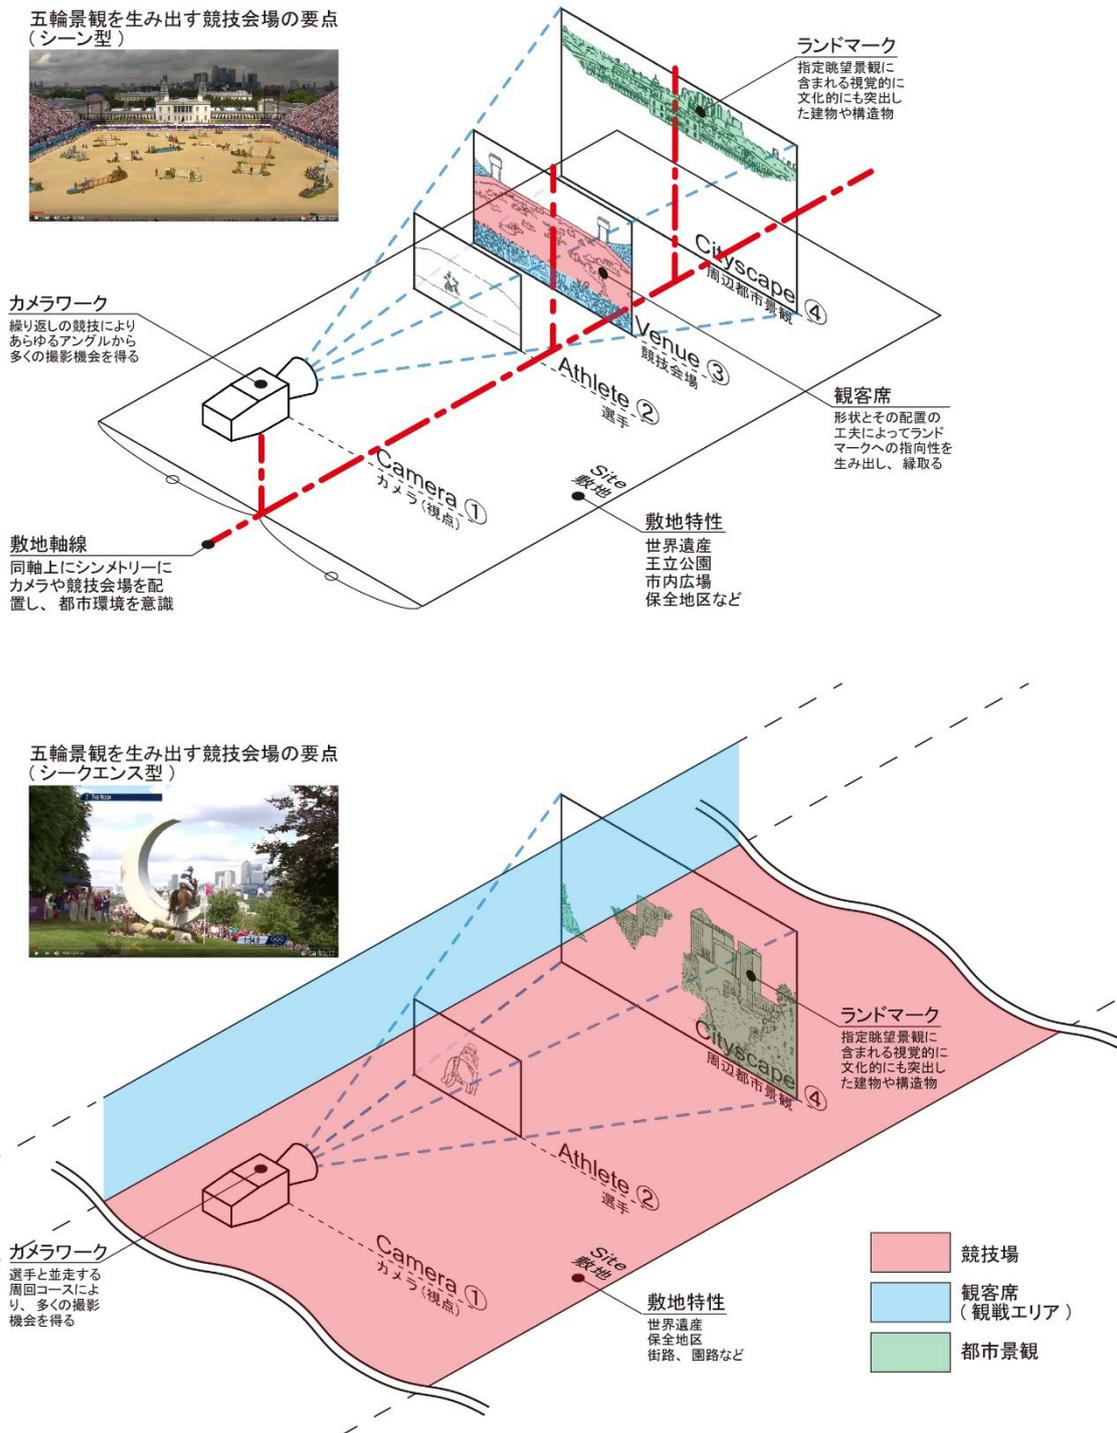 五輪景観を生み出す競技会場の要点
（シーン型）
ランドマーク
指定眺望景観に
含まれる視覚的に
文化的にも突出し
た建物や構造物
カメラワーク
繰り返しの競技により
あらゆるアングルから
多くの撮影機会を得る
Cityscape ④
周辺都市景観
Venue ③
競技会場
Athlete ②
選手
Camera ①
カメラ（視点）
観客席
形状とその配置の
工夫によってランド
マークへの指向性を
生み出し、縁取る
Site
敷地
敷地特性
世界遺産
王立公園
市内広場
保全地区など
敷地軸線
同軸上にシンメトリーに
カメラや競技会場を配
置し、都市環境を意識
五輪景観を生み出す競技会場の要点
（シークエンス型）
ランドマーク
指定眺望景観に
含まれる視覚的に
文化的にも突出し
た建物や構造物
Cityscape ④
周辺都市景観
Athlete ②
選手
Camera ①
カメラ（視点）
カメラワーク
選手と並走する
周回コースによ
り、多くの撮影
機会を得る
Site
敷地
敷地特性
世界遺産
保全地区
街路、園路など
競技場
観客席
（観戦エリア）
都市景観